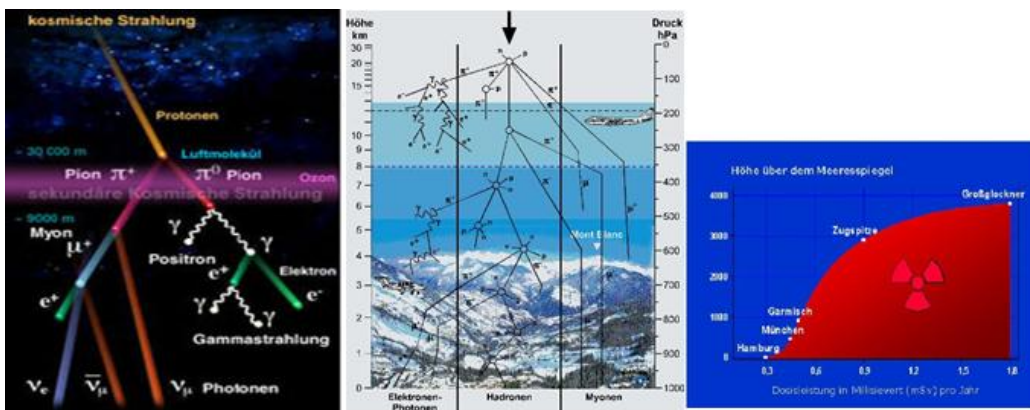 kosmische Strahlung
Protonen
~ 30 000 m
Luftmolekül
Pion π⁺
π⁰ Pion
Ozon
sekundäre Kosmische Strahlung
~ 9000 m
Myon
μ⁺
γ
γ
Positron
e⁺
Elektron
e⁺
γ
e⁻
Gammastrahlung
νₑ
ν̅μ
νμ
Photonen
Höhe
km
Druck
hPa
30
20
15
10
8
7
6
5
4
3
2
1
0
0
100
200
300
400
500
600
700
800
900
1000
Mont Blanc
Elektronen-
Photonen
Hadronen
Myonen
Höhe über dem Meeresspiegel
4000
3000
2000
1000
0
Großglockner
Zugspitze
Garmisch
München
Hamburg
0,3
0,6
0,9
1,2
1,5
1,8
Dosisleistung in Millisievert (mSv) pro Jahr